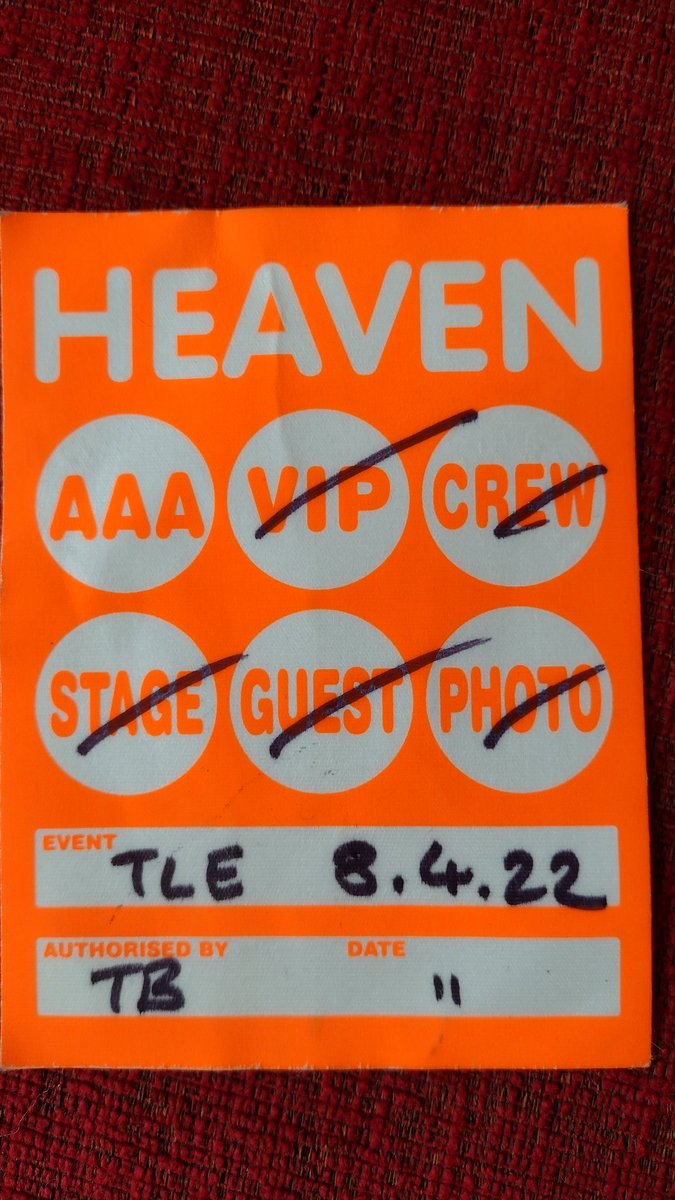 HEAVEN
AAA VIP CREW
STAGE GUEST PHOTO
EVENT
TLE 8.4.22
AUTHORISED BY DATE
TB "